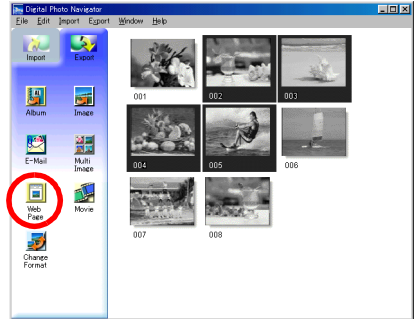 Digital Photo Navigator
File Edit Import Export Window Help
Import Export
Album Image
E-Mail Multi
Image
Web
Page
Movie
Change
Format
001 002 003
004 005 006
007 008